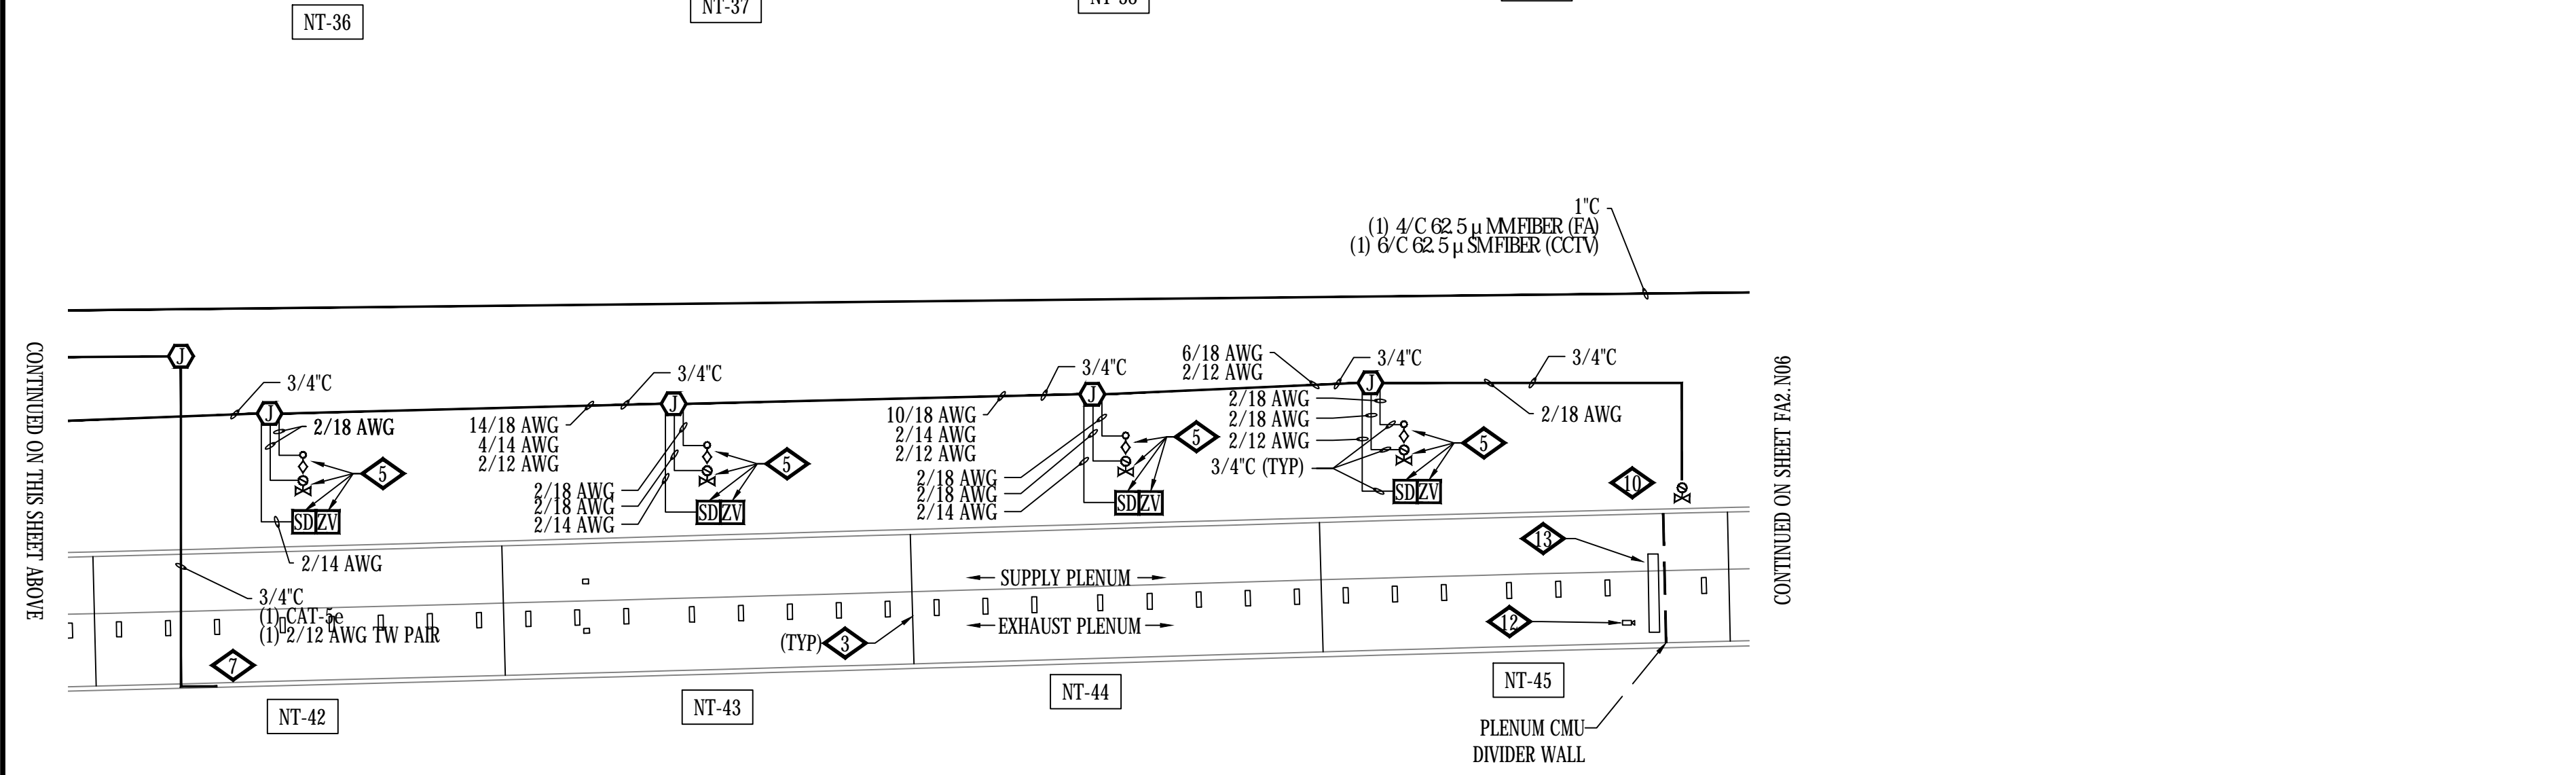 NT-36
NT-37
1"C
(1) 4/C 62.5 µ MM FIBER (FA)
(1) 6/C 62.5 µ SM FIBER (CCTV)
CONTINUED ON THIS SHEET ABOVE
CONTINUED ON SHEET FA2.N06
J
3/4"C
J
2/18 AWG
5
SD ZV
2/14 AWG
3/4"C
(1) CAT-5e
(1) 2/12 AWG TW PAIR
7
NT-42
14/18 AWG
4/14 AWG
2/12 AWG
3/4"C
J
2/18 AWG
2/18 AWG
2/14 AWG
5
SD ZV
NT-43
10/18 AWG
2/14 AWG
2/12 AWG
3/4"C
J
2/18 AWG
2/18 AWG
2/14 AWG
5
SD ZV
SUPPLY PLENUM
EXHAUST PLENUM
(TYP) 3
NT-44
6/18 AWG
2/12 AWG
3/4"C
J
2/18 AWG
2/18 AWG
2/12 AWG
3/4"C (TYP)
5
SD ZV
3/4"C
2/18 AWG
10
13
12
NT-45
PLENUM CMU
DIVIDER WALL